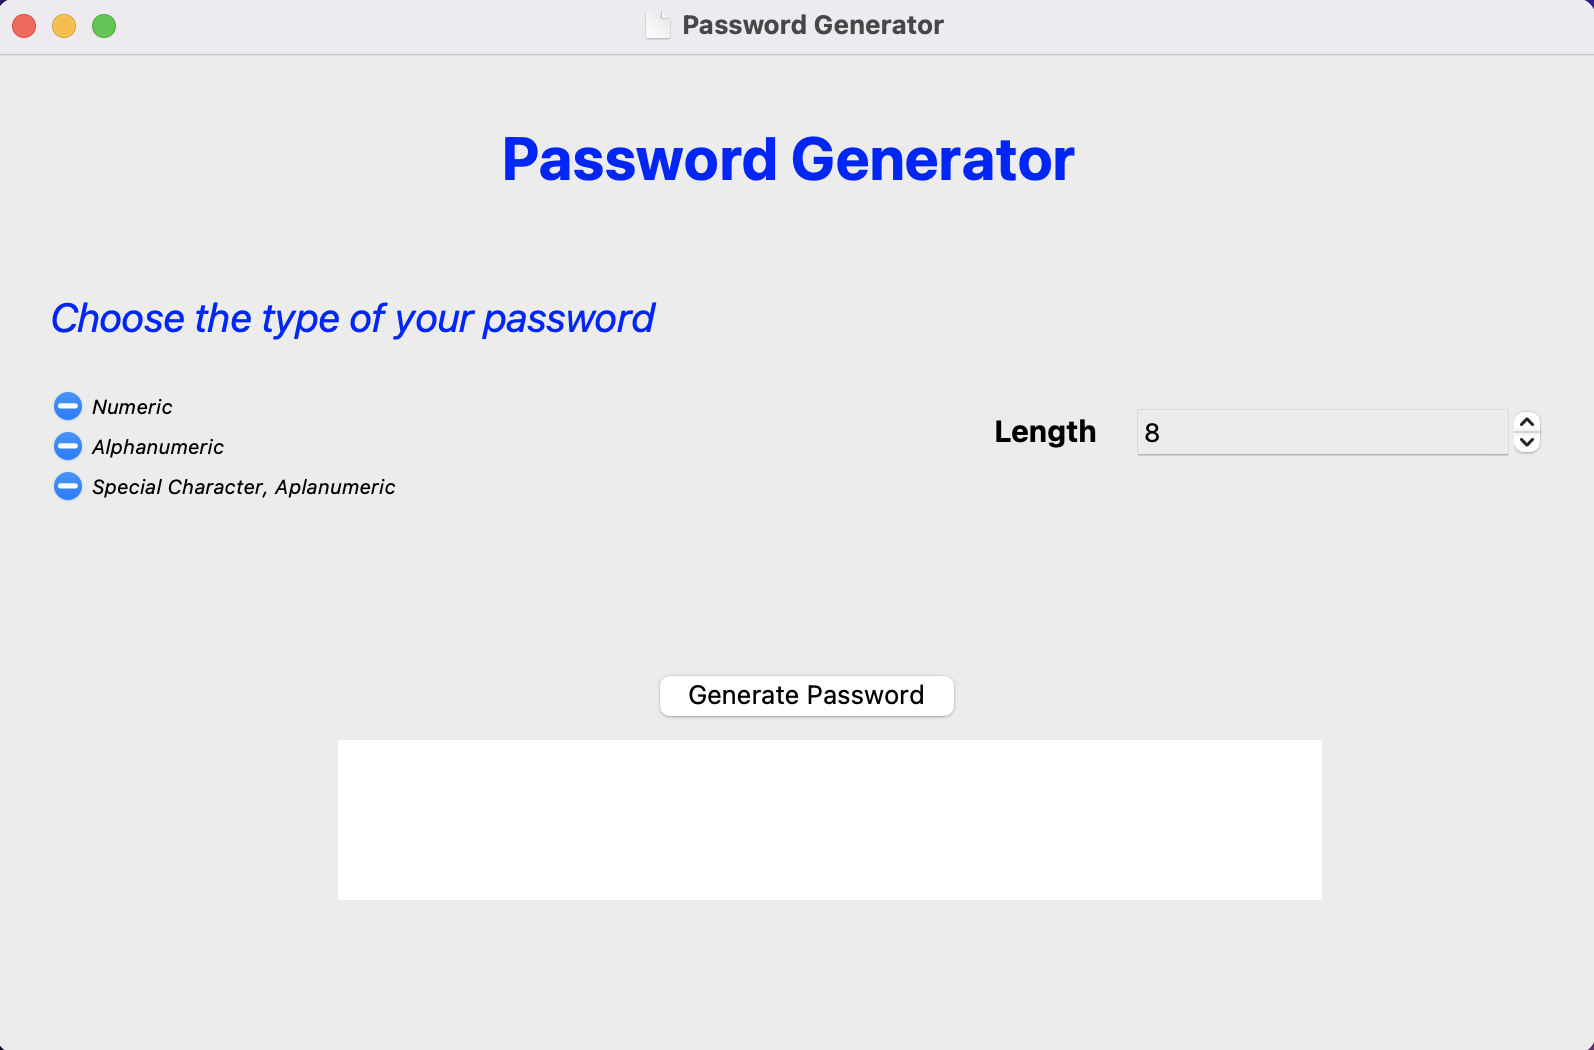 Password Generator
Password Generator
Choose the type of your password
Numeric
Alphanumeric
Special Character, Aplanumeric
Length 8
Generate Password